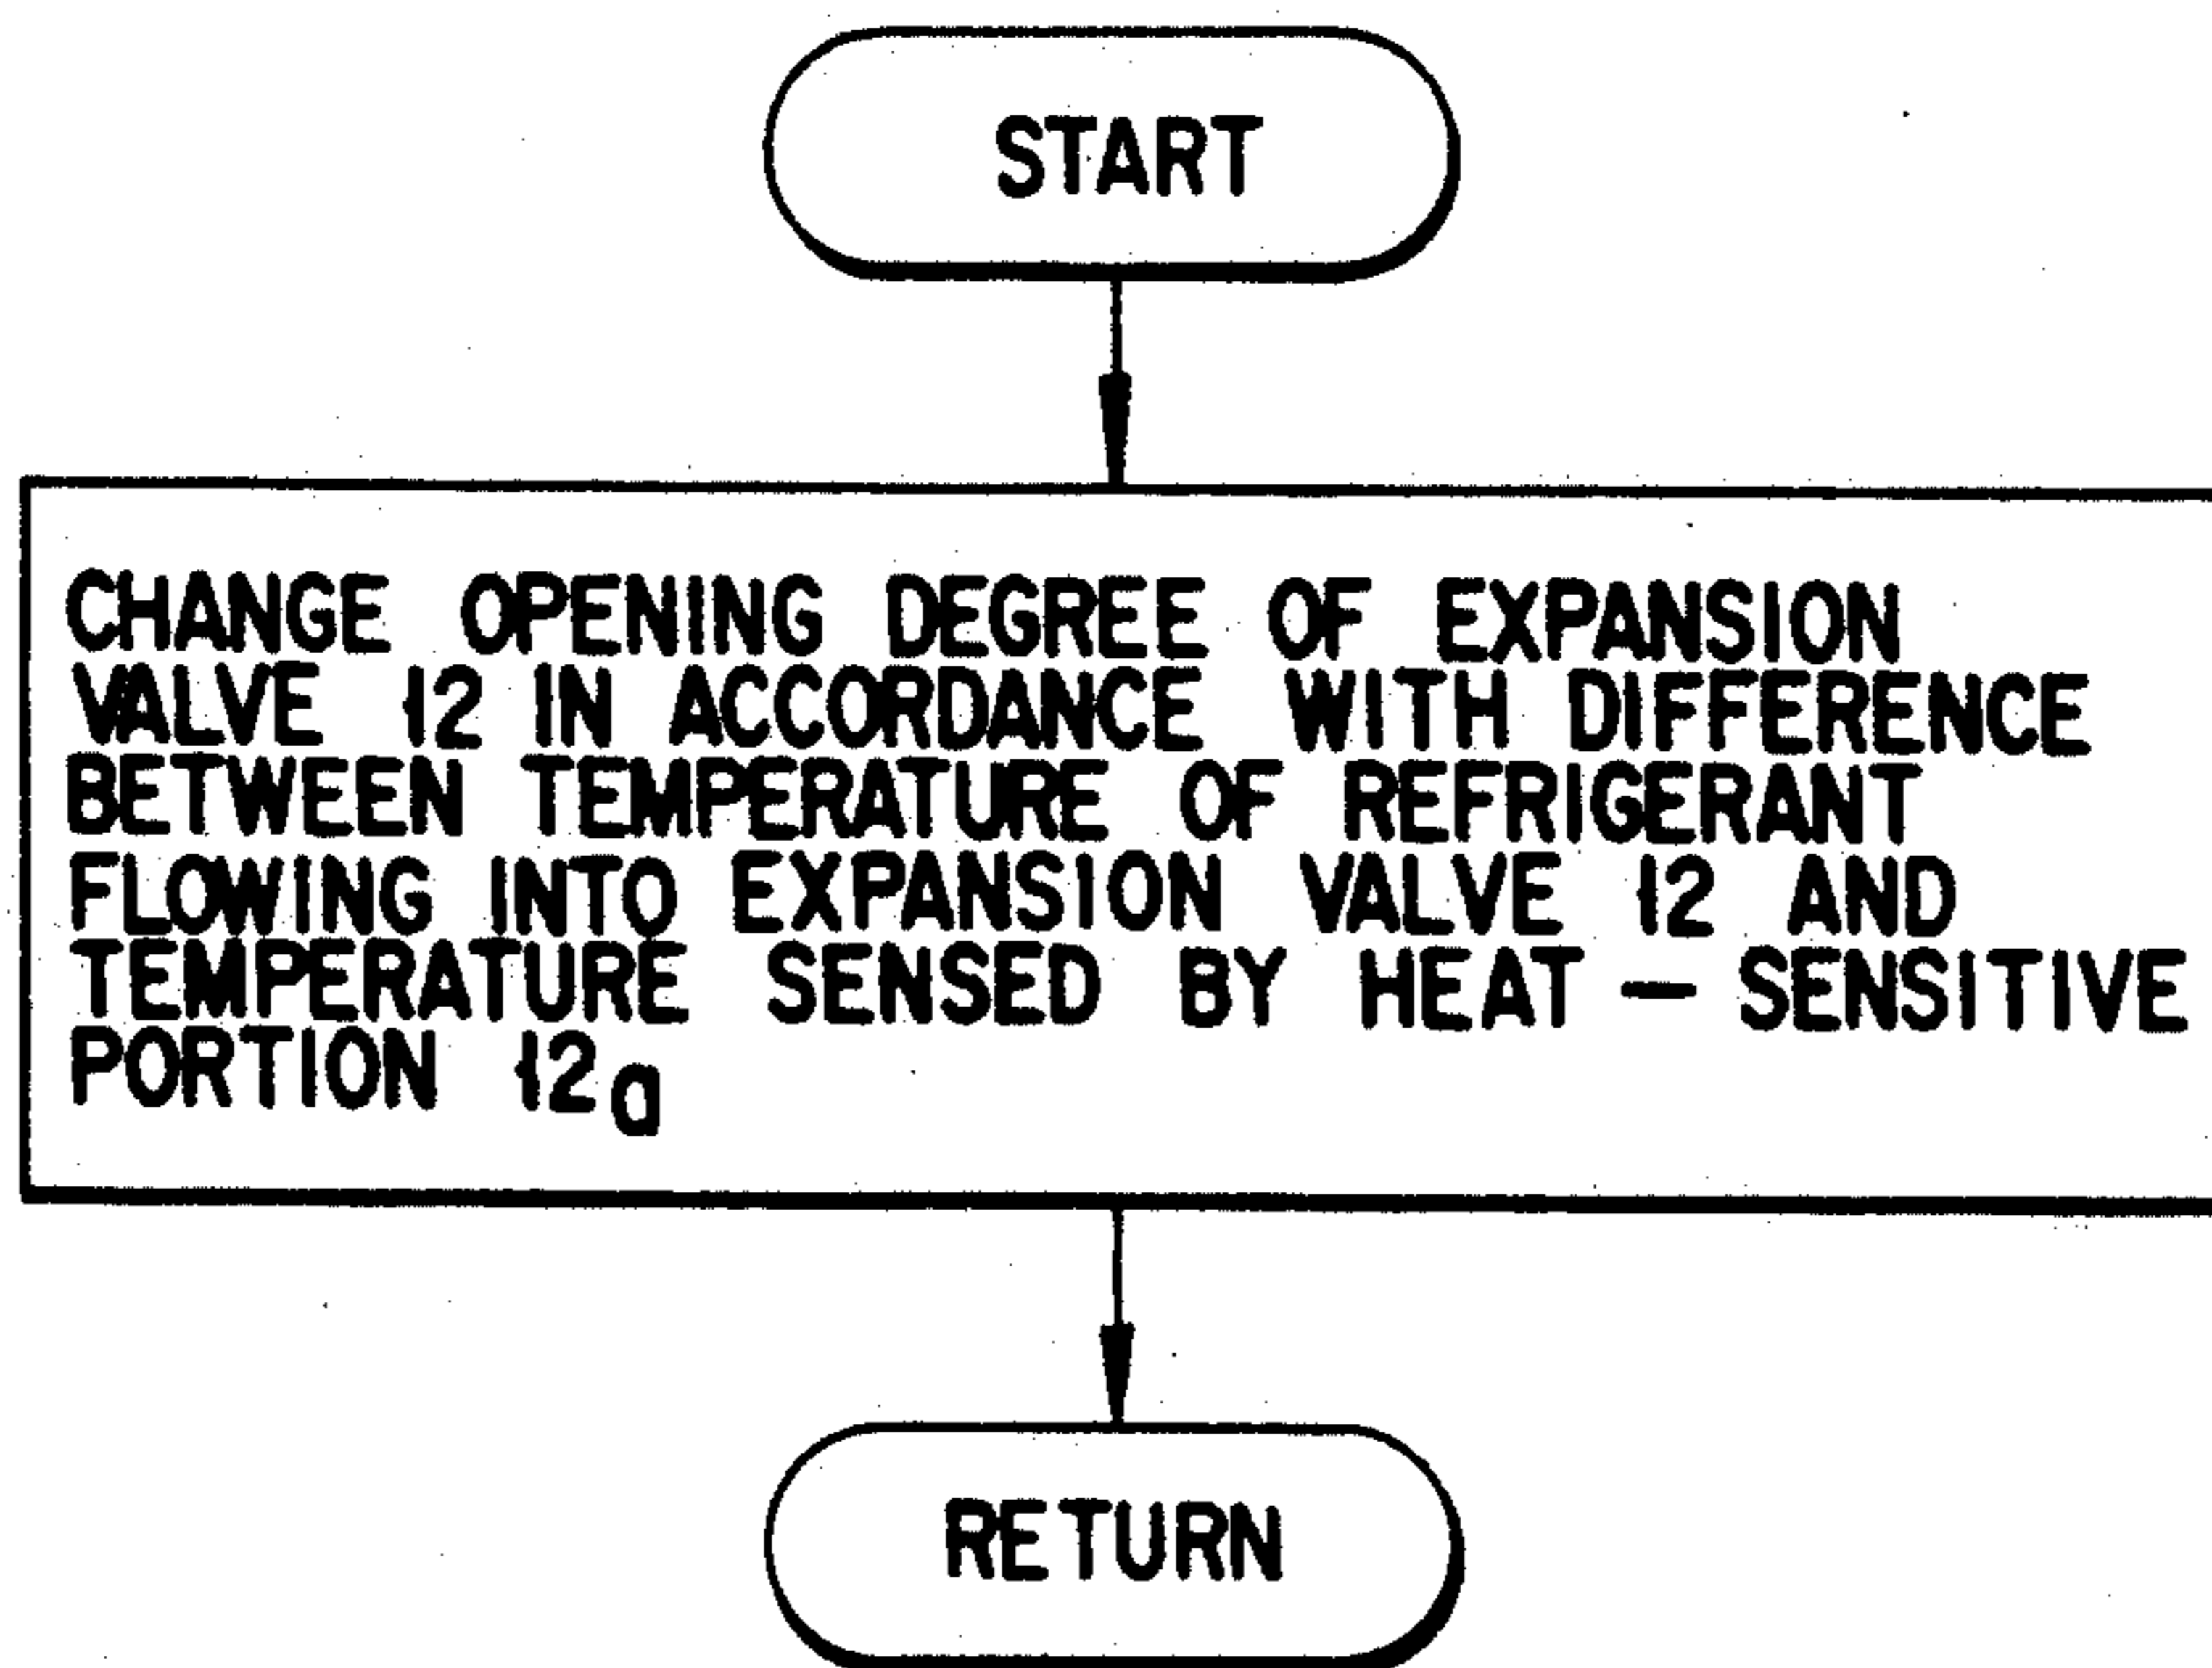 START
CHANGE OPENING DEGREE OF EXPANSION
VALVE 12 IN ACCORDANCE WITH DIFFERENCE
BETWEEN TEMPERATURE OF REFRIGERANT
FLOWING INTO EXPANSION VALVE 12 AND
TEMPERATURE SENSED BY HEAT - SENSITIVE
PORTION 12a
RETURN